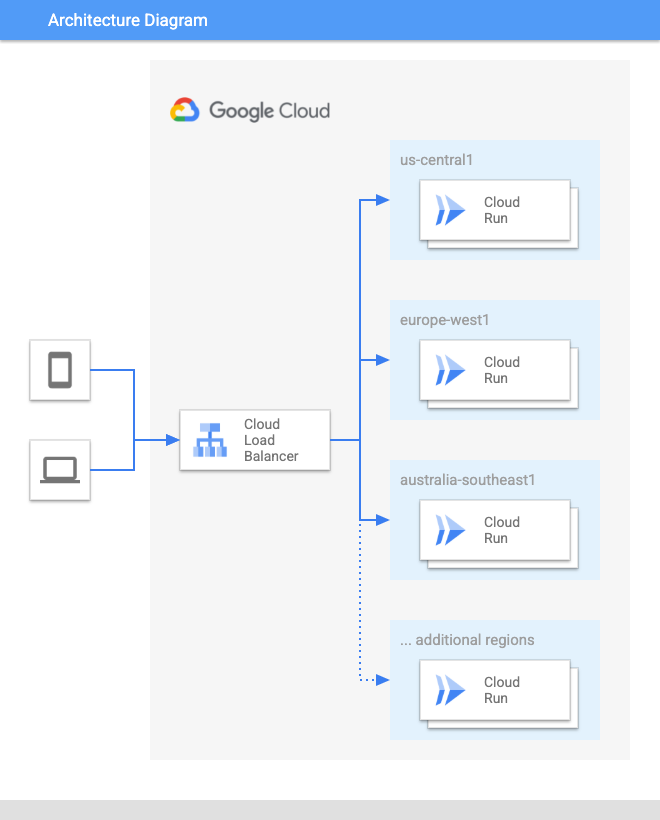 Architecture Diagram
Google Cloud
us-central1
Cloud
Run
europe-west1
Cloud
Run
Cloud
Load
Balancer
australia-southeast1
Cloud
Run
... additional regions
Cloud
Run